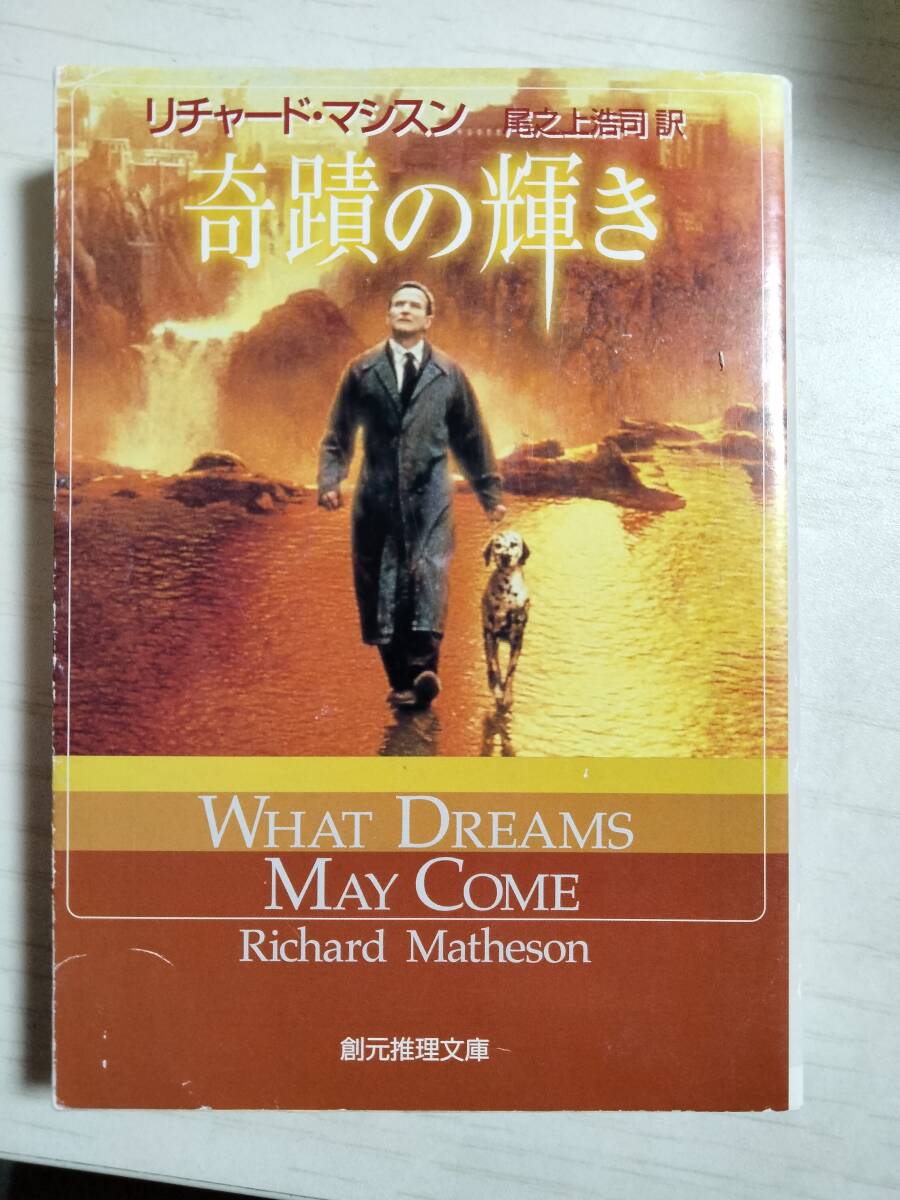 リチャード・マシスン 尾之上浩司 訳
奇蹟の輝き
WHAT DREAMS
MAY COME
Richard Matheson
創元推理文庫